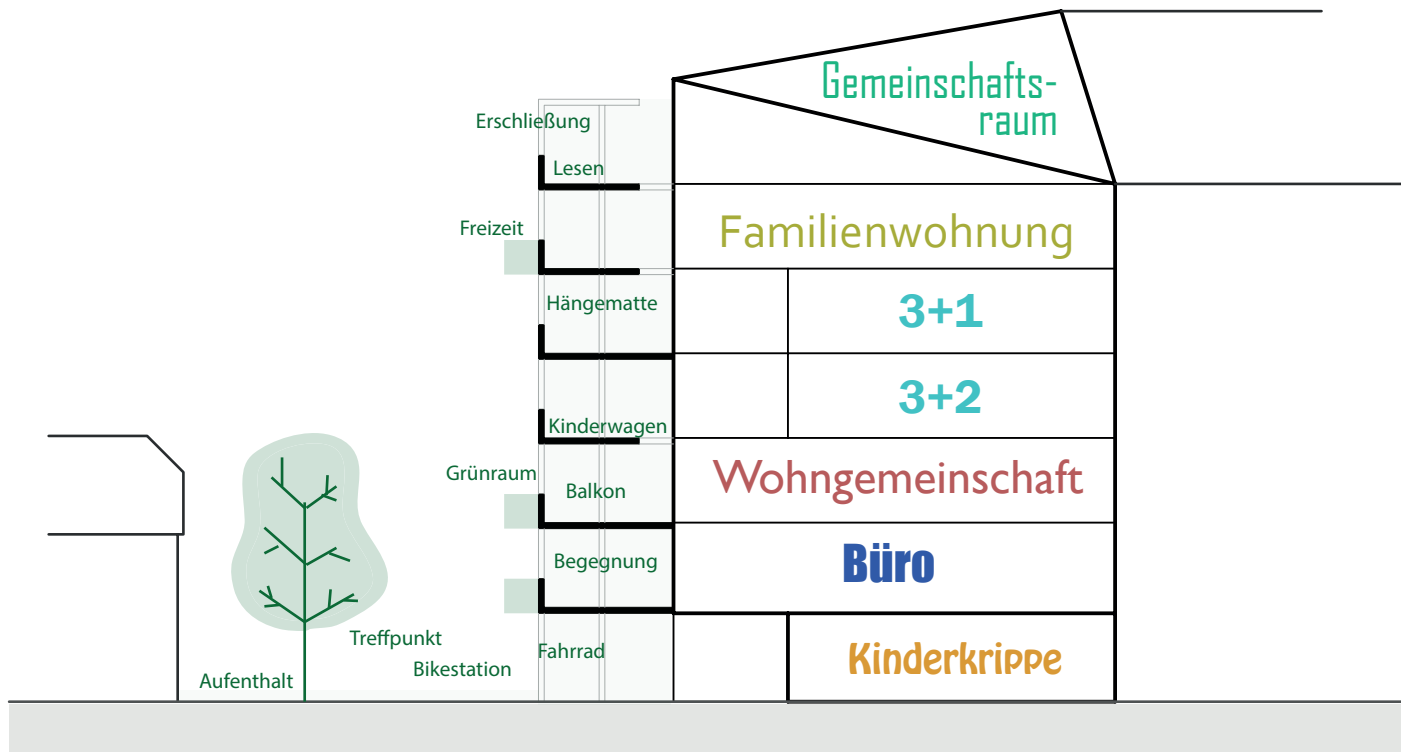 Gemeinschafts-
raum
Erschließung
Lesen
Freizeit
Familienwohnung
Hängematte
3+1
3+2
Kinderwagen
Grünraum
Balkon
Wohngemeinschaft
Begegnung
Büro
Treffpunkt
Fahrrad
Kinderkrippe
Bikestation
Aufenthalt